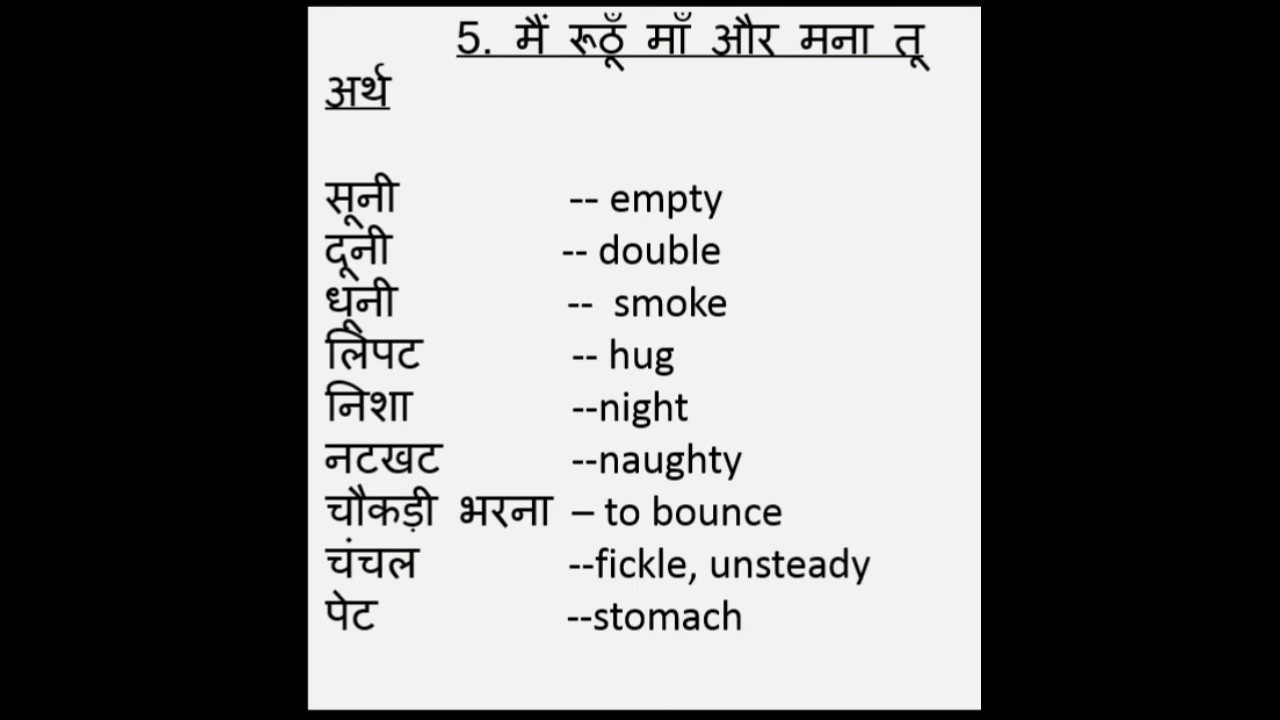 5. मैं रूठूँ माँ और मना तू
अर्थ
सूनी -- empty
दूनी -- double
धूनी -- smoke
लिपट -- hug
निशा --night
नटखट --naughty
चौकड़ी भरना – to bounce
चंचल --fickle, unsteady
पेट --stomach